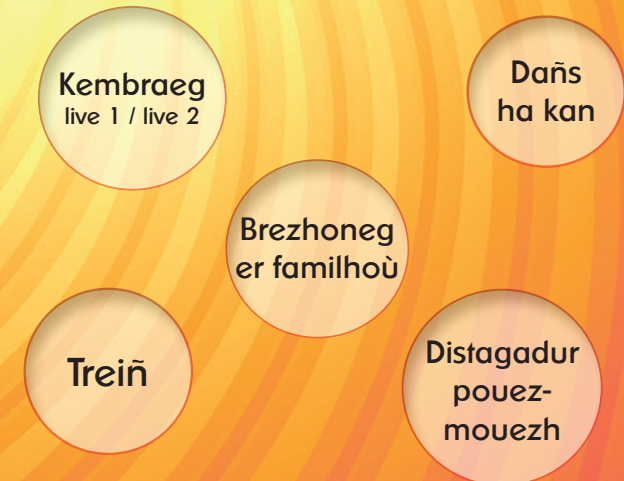 Kembraeg
live 1 / live 2
Dañs
ha kan
Brezhoneg
er familhoù
Treiñ
Distagadur
pouez-
mouezh